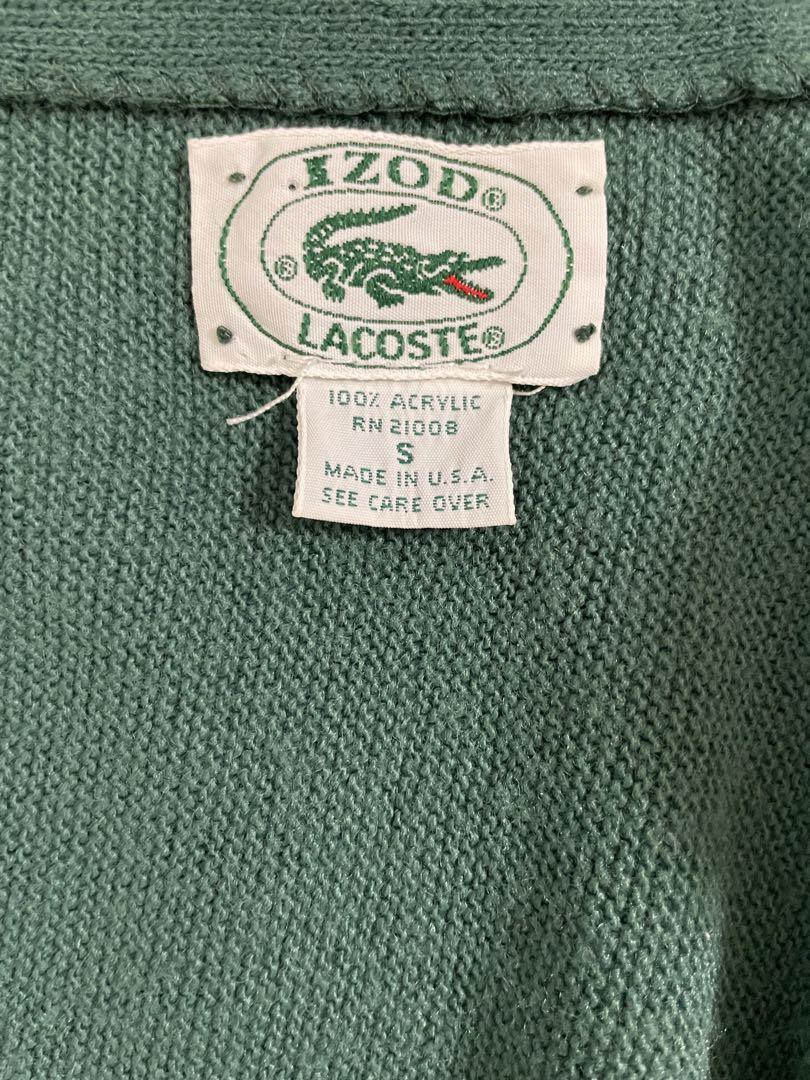 IZOD®
®
LACOSTE®
100% ACRYLIC
RN 21008
S
MADE IN U.S.A.
SEE CARE OVER